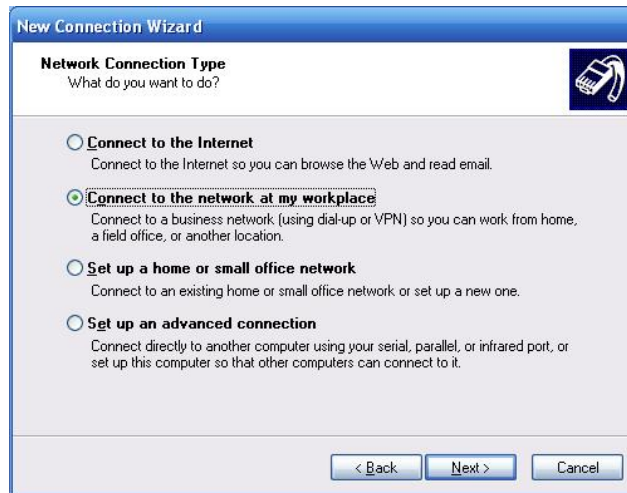 New Connection Wizard
Network Connection Type
What do you want to do?
Connect to the Internet
Connect to the Internet so you can browse the Web and read email.
Connect to the network at my workplace
Connect to a business network (using dial-up or VPN) so you can work from home,
a field office, or another location.
Set up a home or small office network
Connect to an existing home or small office network or set up a new one.
Set up an advanced connection
Connect directly to another computer using your serial, parallel, or infrared port, or
set up this computer so that other computers can connect to it.
< Back Next > Cancel